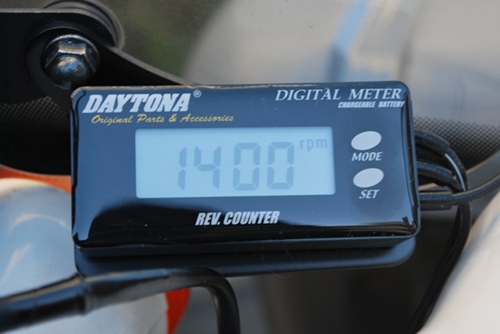 DAYTONA®
Original Parts & Accessories
DIGITAL METER
CHARGEABLE BATTERY
1400 rpm
MODE
SET
REV. COUNTER